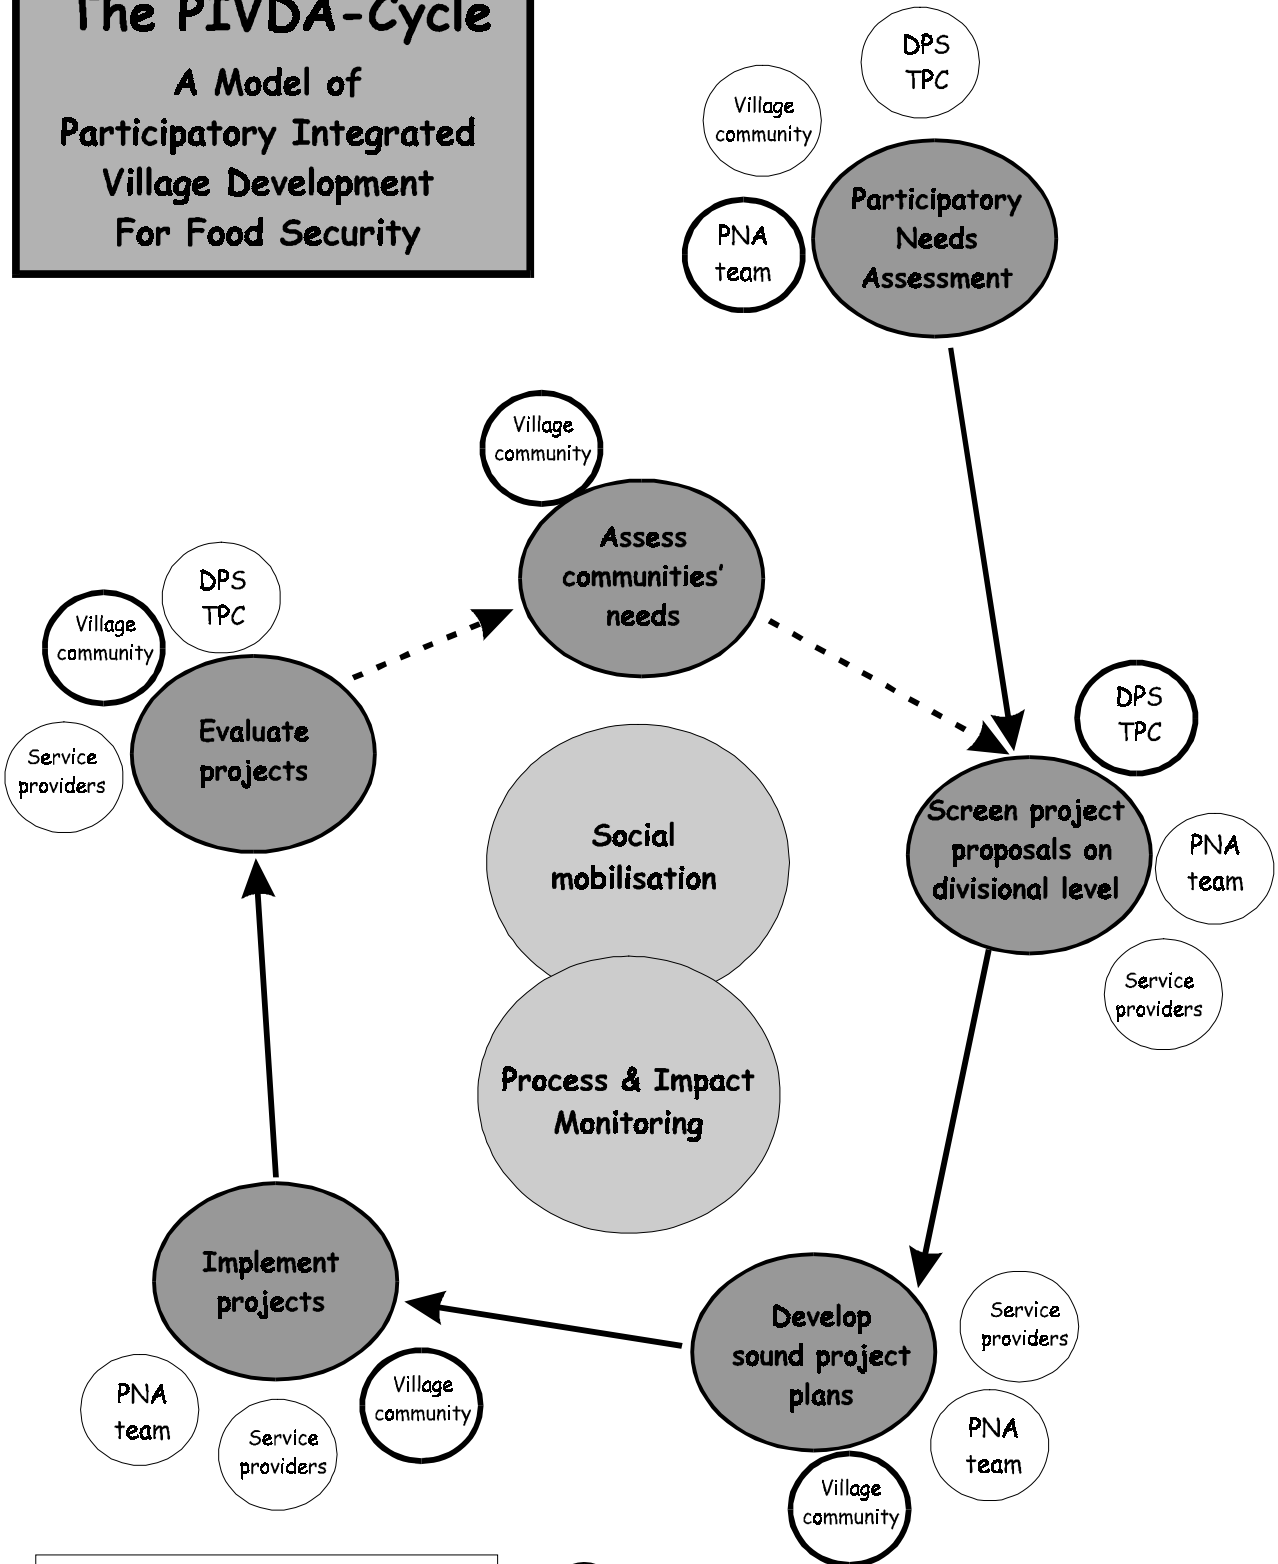 The PIVDA-Cycle
A Model of
Participatory Integrated
Village Development
For Food Security
DPS
TPC
Village
community
PNA
team
Participatory
Needs
Assessment
Village
community
Assess
communities'
needs
DPS
TPC
Village
community
Service
providers
Evaluate
projects
DPS
TPC
Screen project
proposals on
divisional level
PNA
team
Service
providers
Social
mobilisation
Process & Impact
Monitoring
Implement
projects
PNA
team
Service
providers
Village
community
Develop
sound project
plans
Service
providers
PNA
team
Village
community